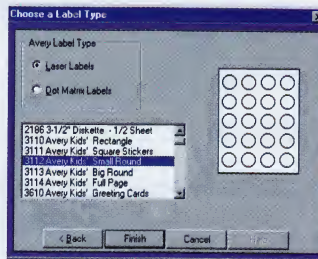 Choose a Label Type
Avery Label Type
Laser Labels
Dot Matrix Labels
2186 3-1/2" Diskette - 1/2 Sheet
3110 Avery Kids' Rectangle
3111 Avery Kids' Square Stickers
3112 Avery Kids' Small Round
3113 Avery Kids' Big Round
3114 Avery Kids' Full Page
3610 Avery Kids' Greeting Cards
< Back
Finish
Cancel